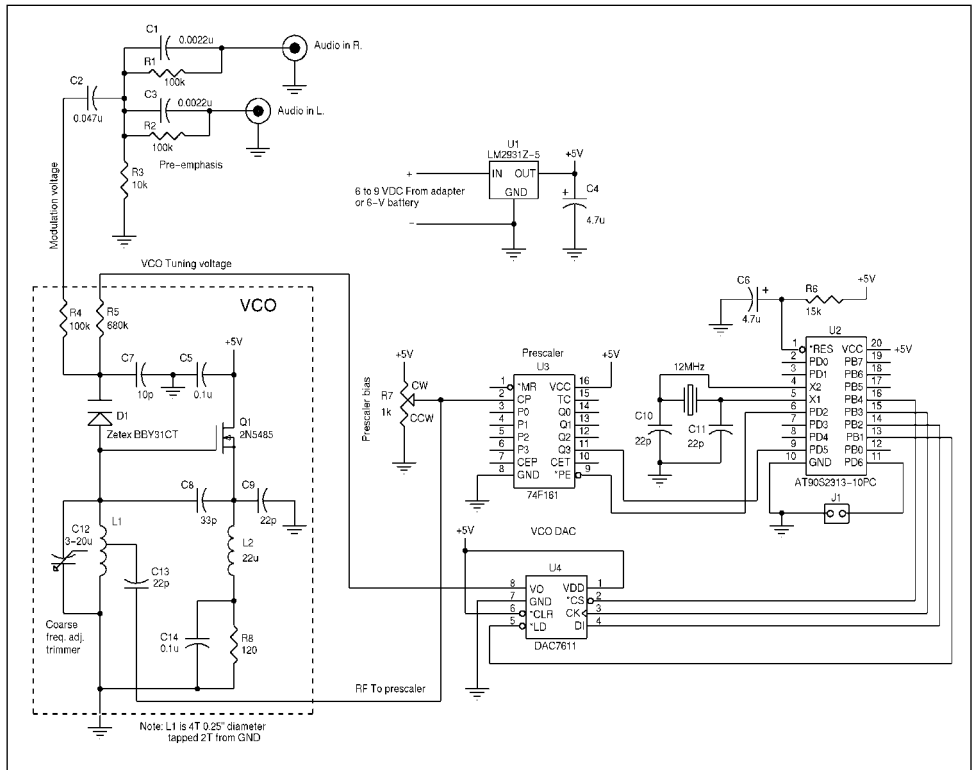 C1
0.0022u
Audio in R.
R1
100k
C2
0.047u
C3
0.0022u
Audio in L.
R2
100k
Pre-emphasis
R3
10k
Modulation voltage
U1
LM2931Z-5
+5V
IN OUT
GND
+
6 to 9 VDC From adapter
or 6-V battery
-
+
C4
4.7u
VCO Tuning voltage
VCO
R4
100k
R5
680k
C7
10p
C5
0.1u
+5V
D1
Zetex BBY31CT
Q1
2N5485
C8
33p
C9
22p
L1
C12
3-20u
L2
22u
C13
22p
Coarse
freq. adj.
trimmer
C14
0.1u
R8
120
RF To prescaler
Note: L1 is 4T 0.25" diameter
tapped 2T from GND
Prescaler bias
+5V
R7
1k
CW
CCW
Prescaler
U3
+5V
1 *MR VCC 16
2 CP TC 15
3 P0 Q0 14
4 P1 Q1 13
5 P2 Q2 12
6 P3 Q3 11
7 CEP CET 10
8 GND *PE 9
74F161
C6
4.7u
+
R6
15k
+5V
12MHz
C10
22p
C11
22p
U2
1 *RES VCC 20 +5V
2 PD0 PB7 19
3 PD1 PB6 18
4 X2 PB5 17
5 X1 PB4 16
6 PD2 PB3 15
7 PD3 PB2 14
8 PD4 PB1 13
9 PD5 PB0 12
10 GND PD6 11
AT90S2313-10PC
J1
+5V
VCO DAC
U4
8 VO VDD 1
7 GND *CS 2
6 *CLR CK 3
5 *LD DI 4
DAC7611